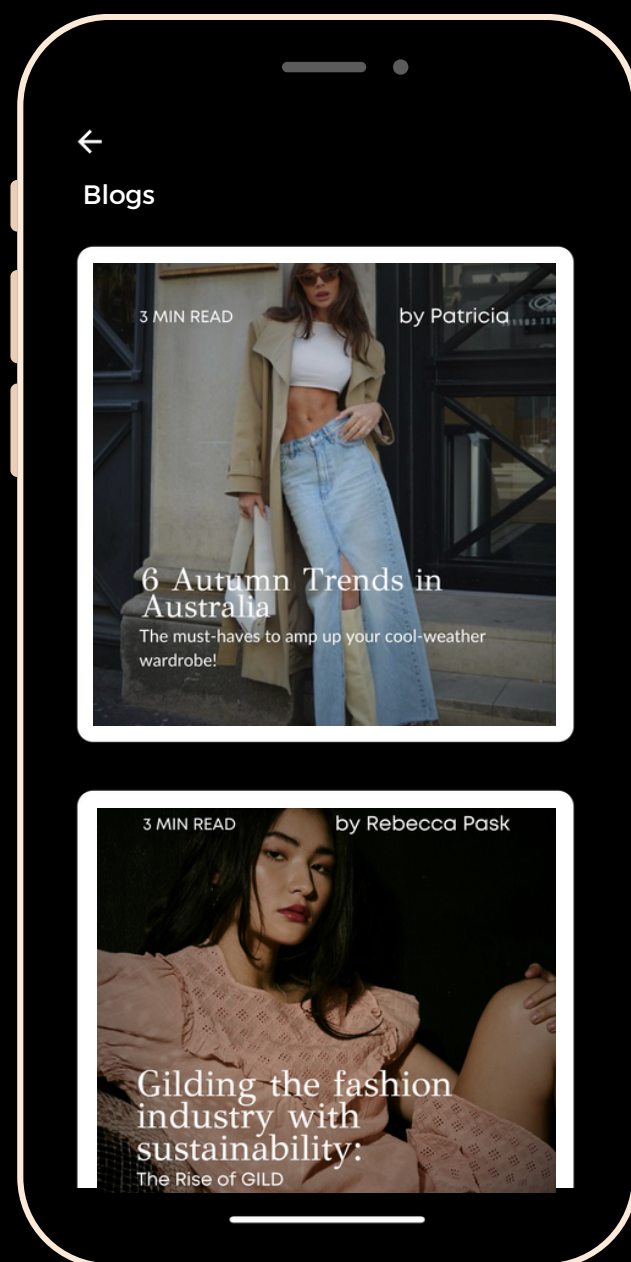 Blogs
3 MIN READ
by Patricia
6 Autumn Trends in
Australia
The must-haves to amp up your cool-weather
wardrobe!
3 MIN READ
by Rebecca Pask
Gilding the fashion
industry with
sustainability:
The Rise of GILD